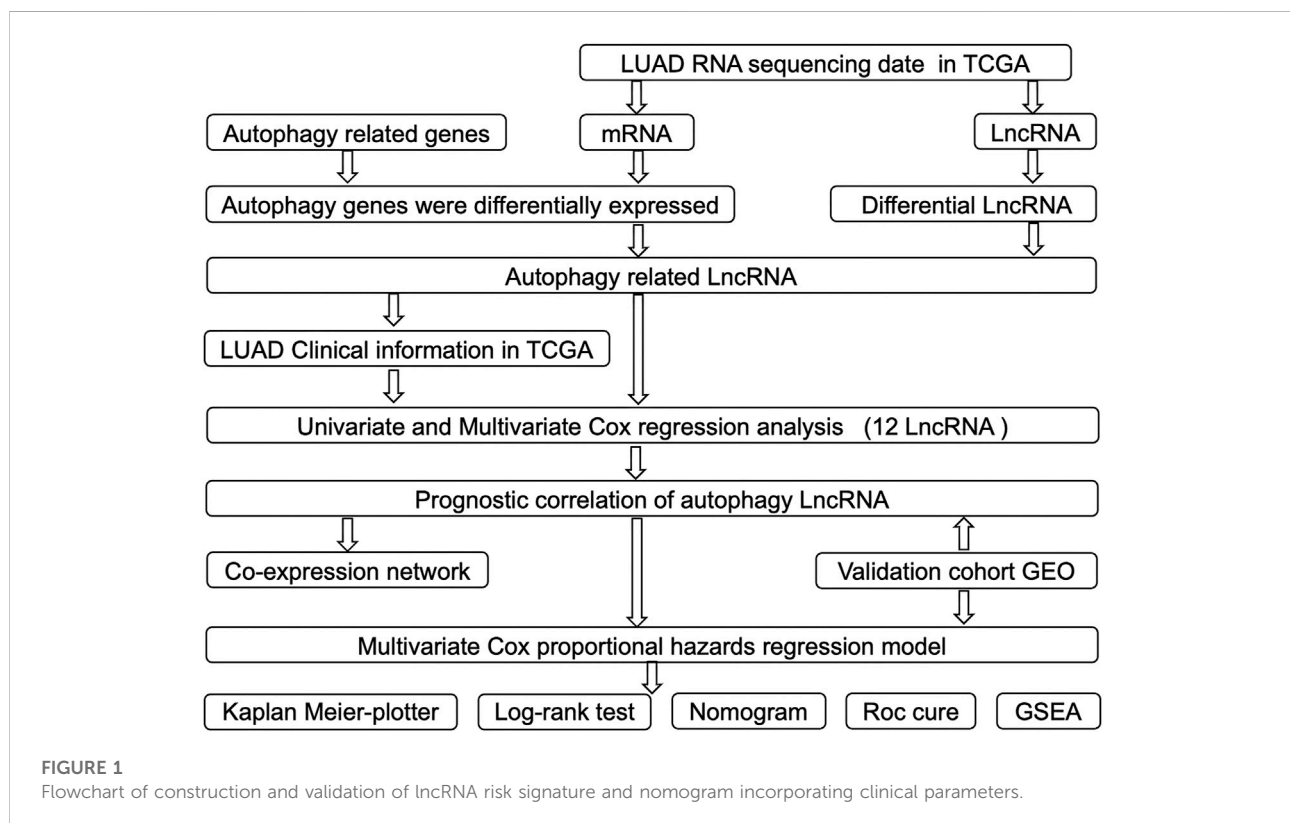 LUAD RNA sequencing date in TCGA
Autophagy related genes
mRNA
LncRNA
Autophagy genes were differentially expressed
Differential LncRNA
Autophagy related LncRNA
LUAD Clinical information in TCGA
Univariate and Multivariate Cox regression analysis (12 LncRNA )
Prognostic correlation of autophagy LncRNA
Co-expression network
Validation cohort GEO
Multivariate Cox proportional hazards regression model
Kaplan Meier-plotter
Log-rank test
Nomogram
Roc cure
GSEA
FIGURE 1
Flowchart of construction and validation of lncRNA risk signature and nomogram incorporating clinical parameters.